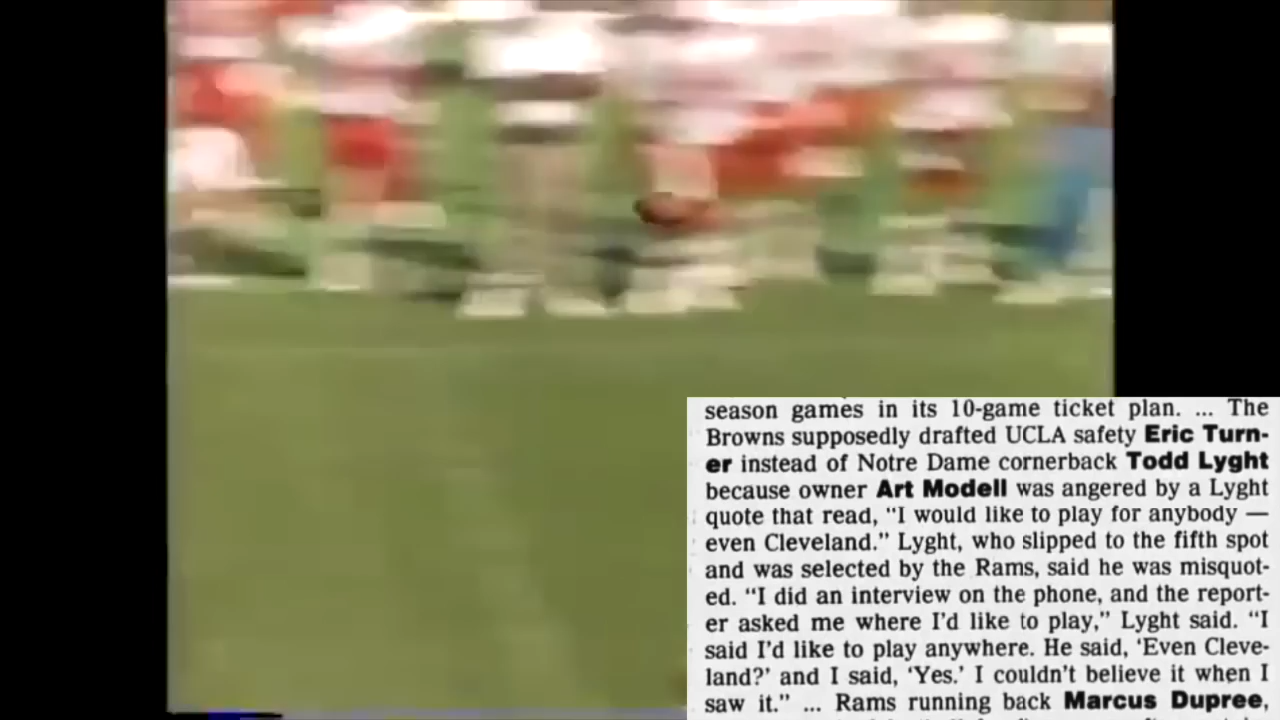 season games in its 10-game ticket plan. ... The
Browns supposedly drafted UCLA safety Eric Turn-
er instead of Notre Dame cornerback Todd Lyght
because owner Art Modell was angered by a Lyght
quote that read, "I would like to play for anybody —
even Cleveland." Lyght, who slipped to the fifth spot
and was selected by the Rams, said he was misquot-
ed. "I did an interview on the phone, and the report-
er asked me where I'd like to play," Lyght said. "I
said I'd like to play anywhere. He said, 'Even Cleve-
land?' and I said, 'Yes.' I couldn't believe it when I
saw it." ... Rams running back Marcus Dupree,